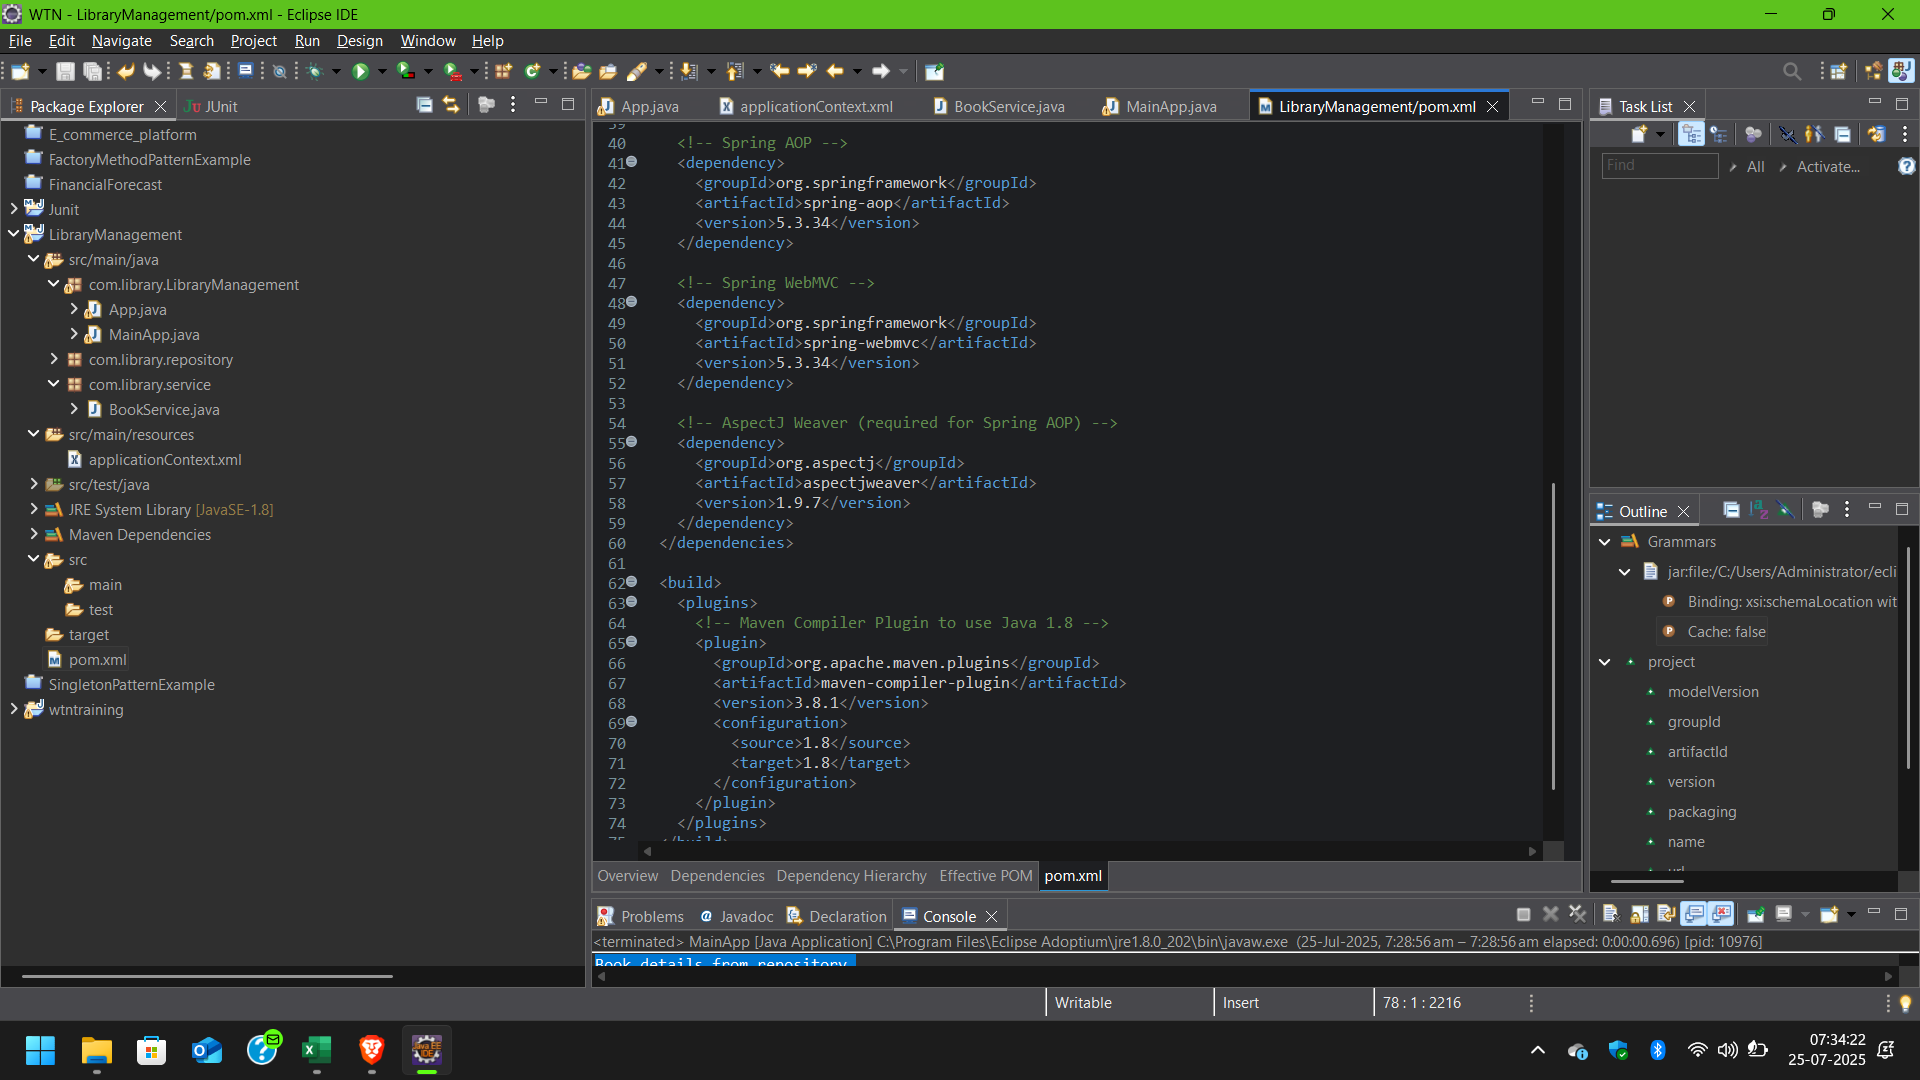 WTN - LibraryManagement/pom.xml - Eclipse IDE
File Edit Navigate Search Project Run Design Window Help
Package Explorer
JUnit
E_commerce_platform
FactoryMethodPatternExample
FinancialForecast
Junit
LibraryManagement
src/main/java
com.library.LibraryManagement
App.java
MainApp.java
com.library.repository
com.library.service
BookService.java
src/main/resources
applicationContext.xml
src/test/java
JRE System Library [JavaSE-1.8]
Maven Dependencies
src
main
test
target
pom.xml
SingletonPatternExample
wtntraining
App.java applicationContext.xml BookService.java MainApp.java LibraryManagement/pom.xml
39
40 <!-- Spring AOP -->
41 <dependency>
42 <groupId>org.springframework</groupId>
43 <artifactId>spring-aop</artifactId>
44 <version>5.3.34</version>
45 </dependency>
46
47 <!-- Spring WebMVC -->
48 <dependency>
49 <groupId>org.springframework</groupId>
50 <artifactId>spring-webmvc</artifactId>
51 <version>5.3.34</version>
52 </dependency>
53
54 <!-- AspectJ Weaver (required for Spring AOP) -->
55 <dependency>
56 <groupId>org.aspectj</groupId>
57 <artifactId>aspectjweaver</artifactId>
58 <version>1.9.7</version>
59 </dependency>
60 </dependencies>
61
62 <build>
63 <plugins>
64 <!-- Maven Compiler Plugin to use Java 1.8 -->
65 <plugin>
66 <groupId>org.apache.maven.plugins</groupId>
67 <artifactId>maven-compiler-plugin</artifactId>
68 <version>3.8.1</version>
69 <configuration>
70 <source>1.8</source>
71 <target>1.8</target>
72 </configuration>
73 </plugin>
74 </plugins>
75 </build>
Overview Dependencies Dependency Hierarchy Effective POM pom.xml
Problems Javadoc Declaration Console
<terminated> MainApp [Java Application] C:\Program Files\Eclipse Adoptium\jre1.8.0_202\bin\javaw.exe (25-Jul-2025, 7:28:56 am – 7:28:56 am elapsed: 0:00:00.696) [pid: 10976]
Book details from repository.
Task List
Find
All
Activate...
Outline
Grammars
jar:file:/C:/Users/Administrator/ecli
Binding: xsi:schemaLocation wit
Cache: false
project
modelVersion
groupId
artifactId
version
packaging
name
url
Writable
Insert
78 : 1 : 2216
07:34:22
25-07-2025